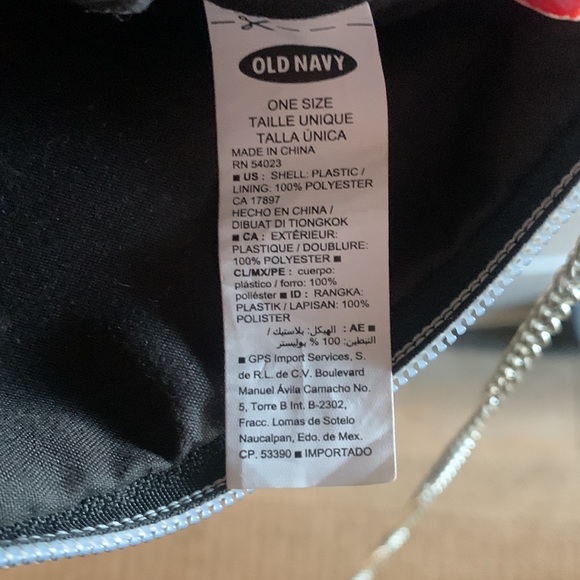 OLD NAVY
ONE SIZE
TAILLE UNIQUE
TALLA ÚNICA
MADE IN CHINA
RN 54023
■ US : SHELL: PLASTIC /
LINING: 100% POLYESTER
CA 17897
HECHO EN CHINA /
DIBUAT DI TIONGKOK
■ CA : EXTÉRIEUR:
PLASTIQUE / DOUBLURE:
100% POLYESTER ■
CL/MX/PE : cuerpo:
plástico / forro: 100%
poliéster ■ ID : RANGKA:
PLASTIK / LAPISAN: 100%
POLISTER
■ AE : الهيكل: بلاستيك /
التبطين: 100 % بوليستر
■ GPS Import Services, S.
de R.L. de C.V. Boulevard
Manuel Ávila Camacho No.
5, Torre B Int. B-2302,
Fracc. Lomas de Sotelo
Naucalpan, Edo. de Mex.
CP. 53390 ■ IMPORTADO